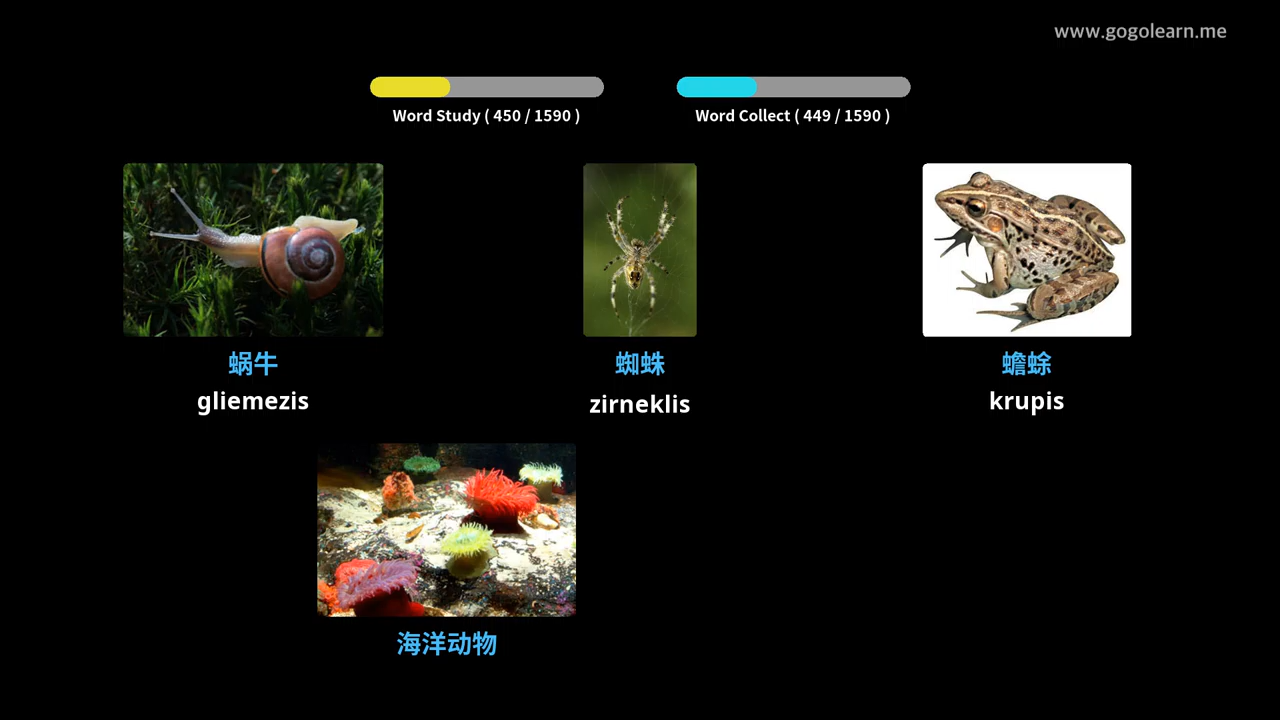 www.gogolearn.me
Word Study ( 450 / 1590 )
Word Collect ( 449 / 1590 )
蜗牛
gliemezis
蜘蛛
zirneklis
蟾蜍
krupis
海洋动物